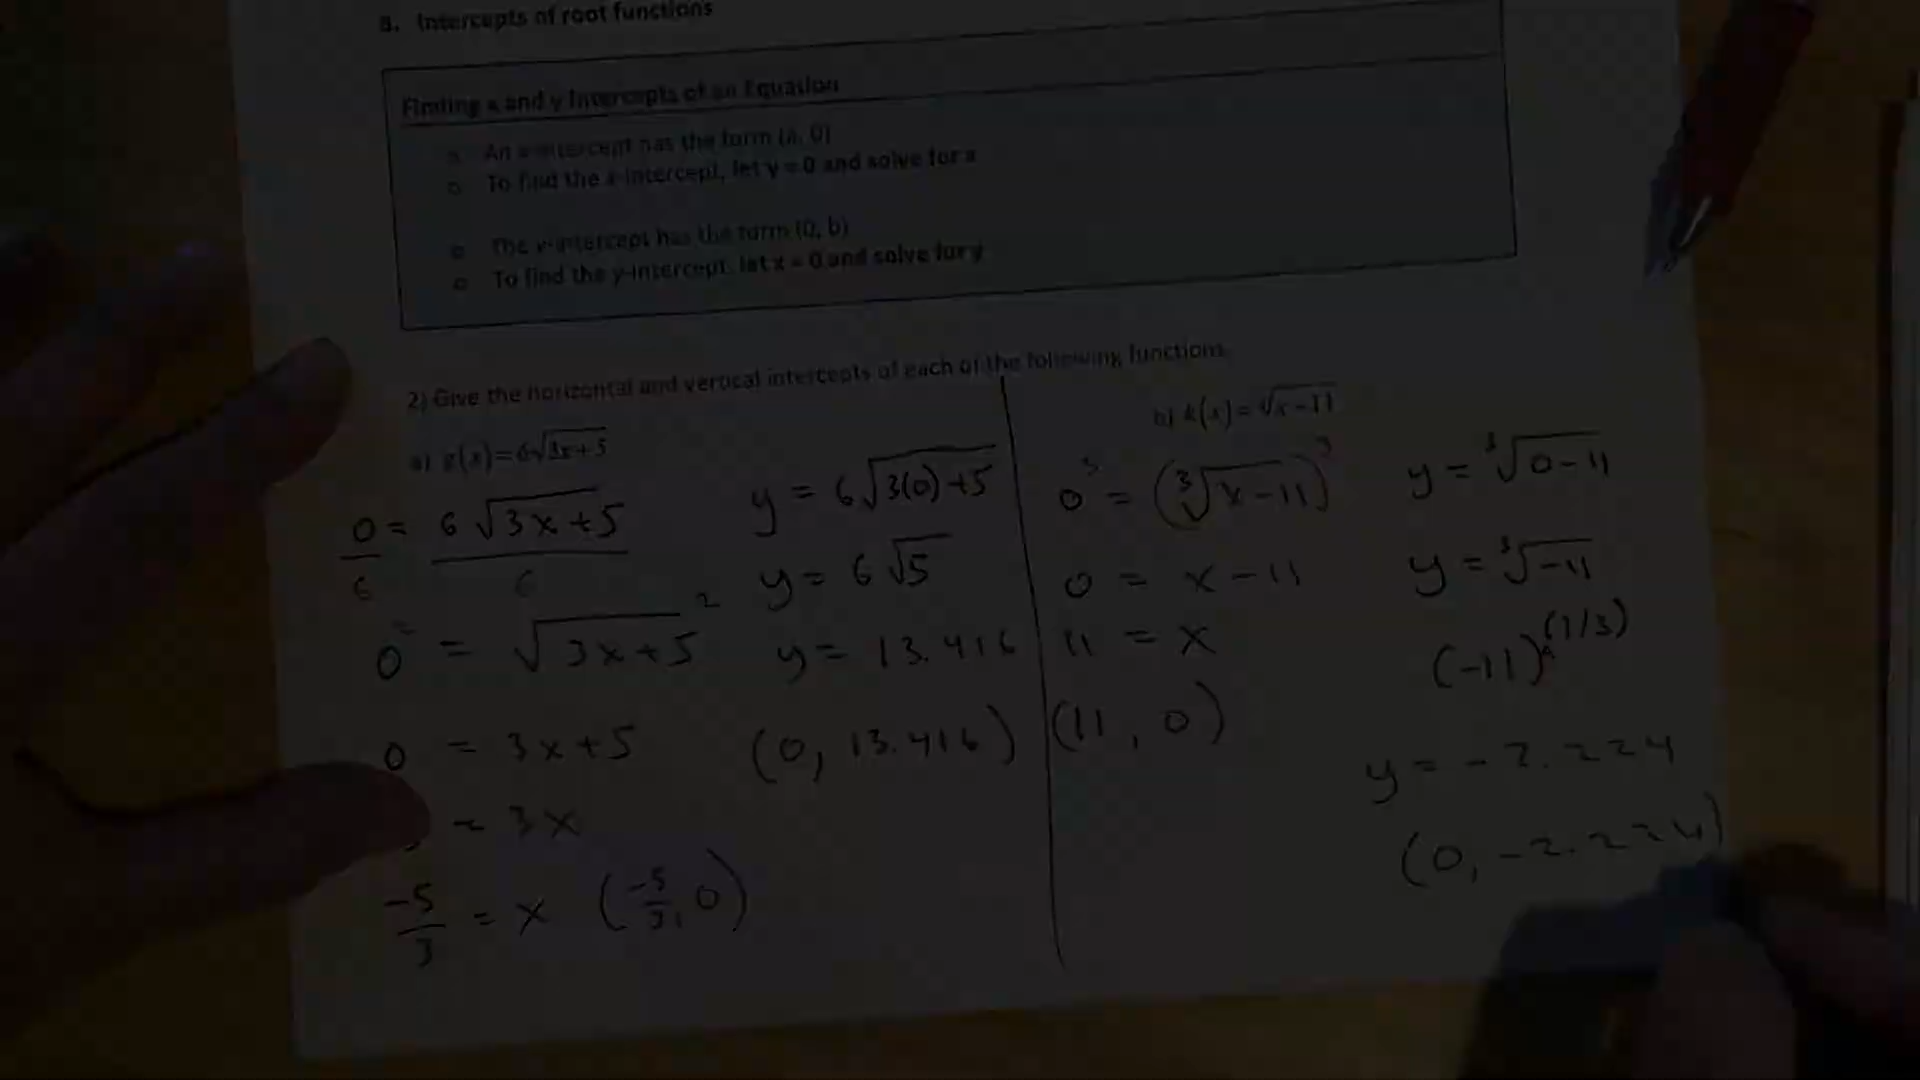 B. Intercepts of root functions
Finding x and y Intercepts of an Equation
An x-intercept has the form (a, 0)
To find the x-intercept, let y = 0 and solve for x
The y-intercept has the form (0, b)
To find the y-intercept, let x = 0 and solve for y
2) Give the horizontal and vertical intercepts of each of the following functions.
a) g(x)=6√3x+5
0 = 6√3x+5
6 6
0² = √3x+5 ²
0 = 3x+5
= 3x
-5/3 = x (-5/3, 0)
y = 6√3(0)+5
y = 6√5
y = 13.416
(0, 13.416)
b) k(x)=∛x-11
0³ = (∛x-11)³
0 = x-11
11 = x
(11, 0)
y = ∛0-11
y = ∛-11
(-11)^(1/3)
y = -2.224
(0, -2.224)